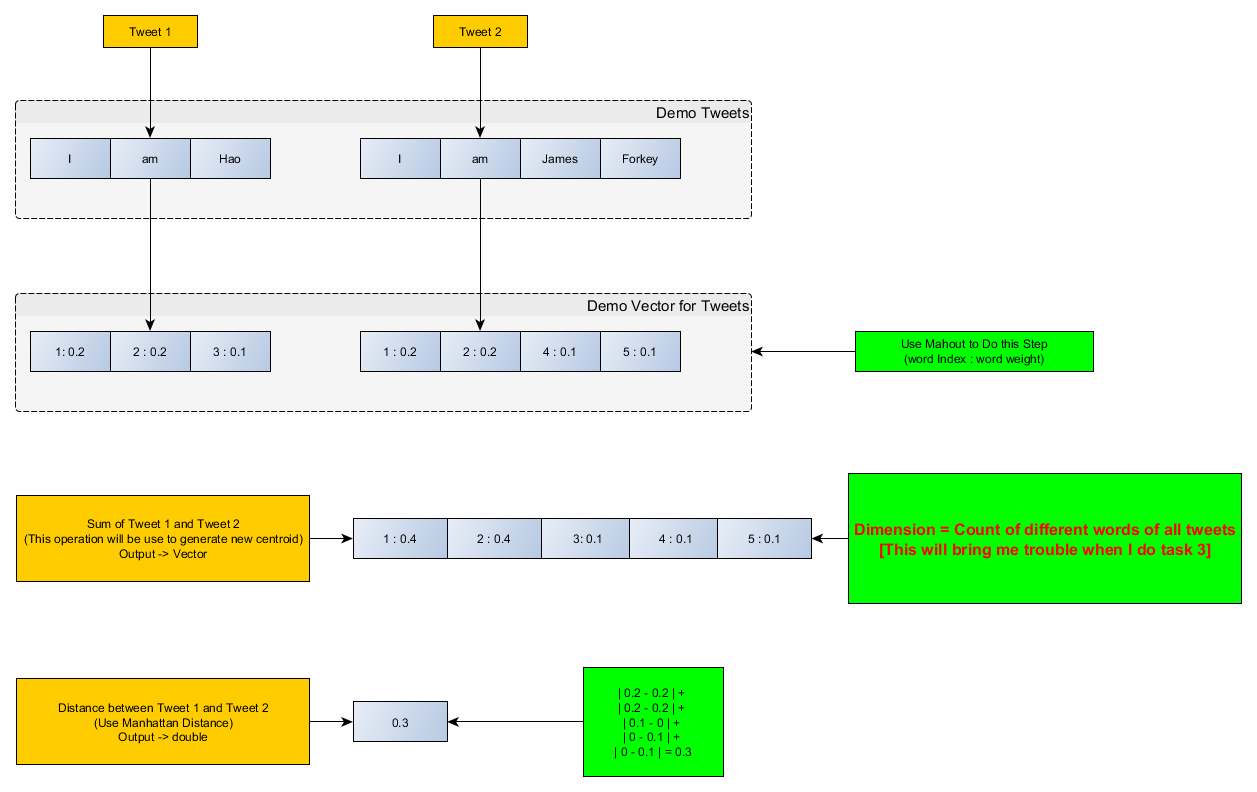 Tweet 1
Tweet 2
Demo Tweets
I
am
Hao
I
am
James
Forkey
Demo Vector for Tweets
1: 0.2
2 : 0.2
3 : 0.1
1 : 0.2
2 : 0.2
4 : 0.1
5 : 0.1
Use Mahout to Do this Step
(word Index : word weight)
Sum of Tweet 1 and Tweet 2
(This operation will be use to generate new centroid)
Output -> Vector
1 : 0.4
2 : 0.4
3: 0.1
4 : 0.1
5 : 0.1
Dimension = Count of different words of all tweets
[This will bring me trouble when I do task 3]
Distance between Tweet 1 and Tweet 2
(Use Manhattan Distance)
Output -> double
0.3
| 0.2 - 0.2 | +
| 0.2 - 0.2 | +
| 0.1 - 0 | +
| 0 - 0.1 | +
| 0 - 0.1 | = 0.3